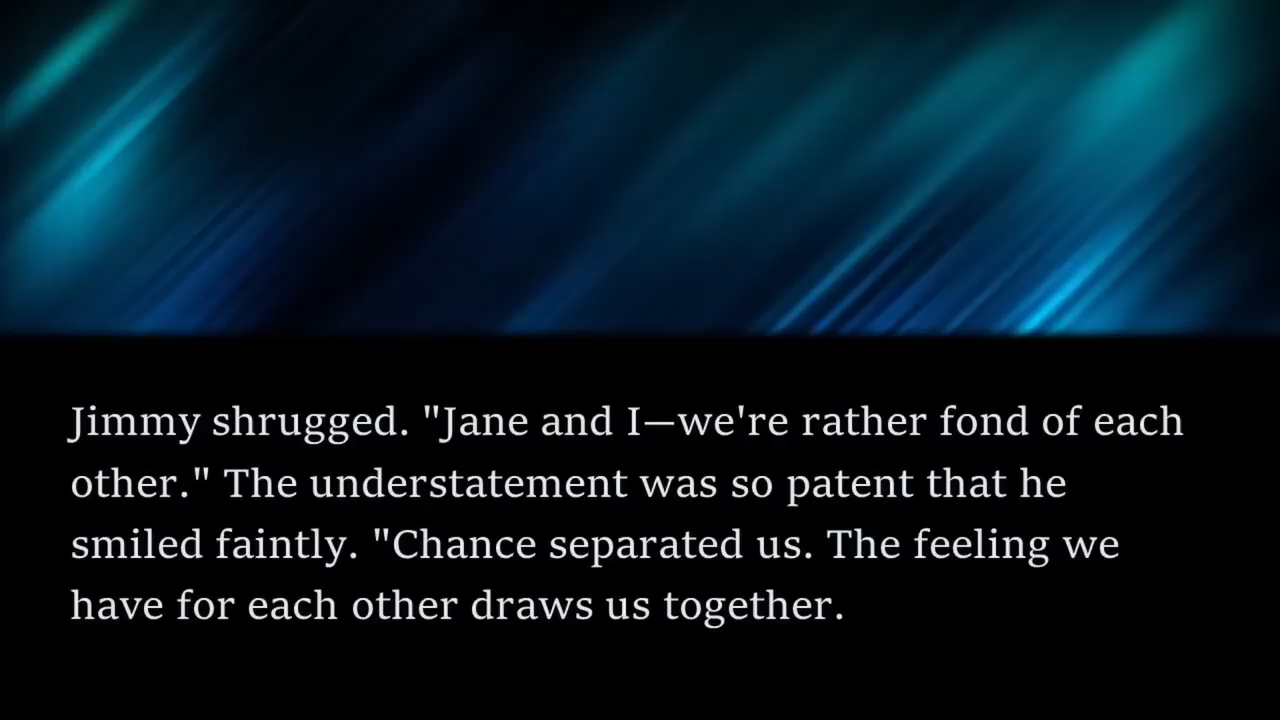 Jimmy shrugged. "Jane and I—we're rather fond of each
other." The understatement was so patent that he
smiled faintly. "Chance separated us. The feeling we
have for each other draws us together.